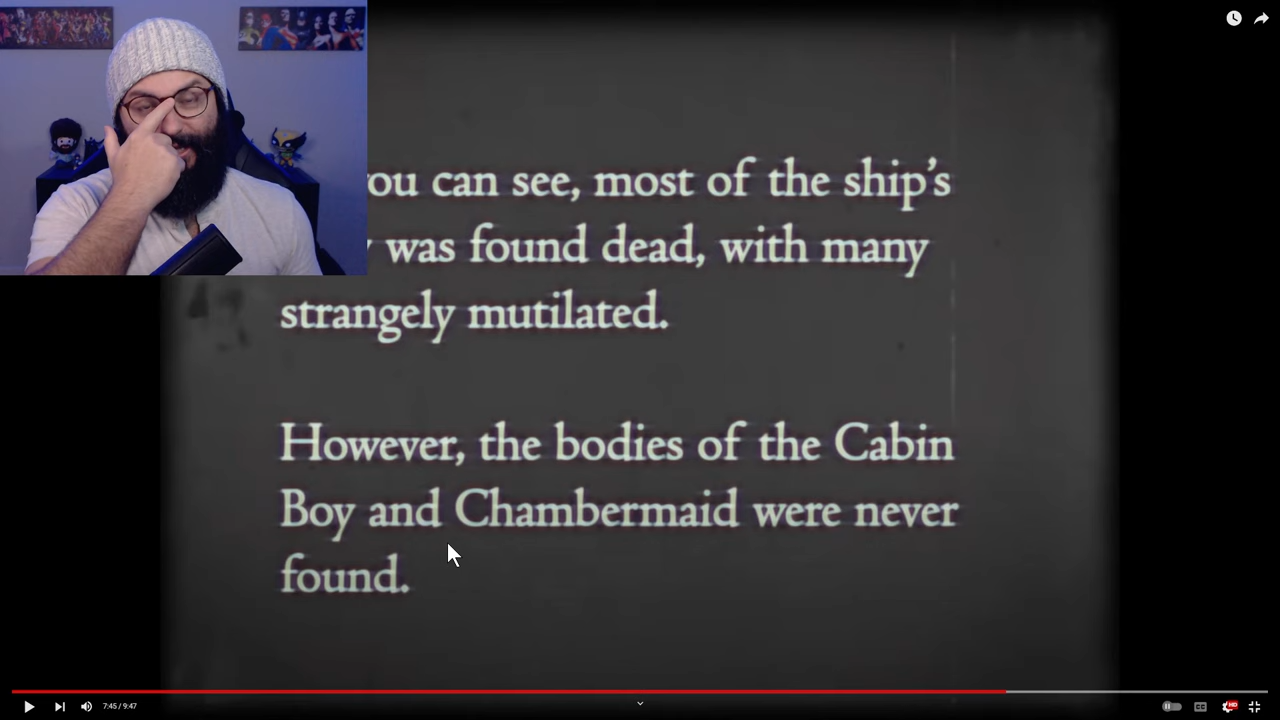 ou can see, most of the ship's
was found dead, with many
strangely mutilated.
However, the bodies of the Cabin
Boy and Chambermaid were never
found.
7:45 / 9:47
HD